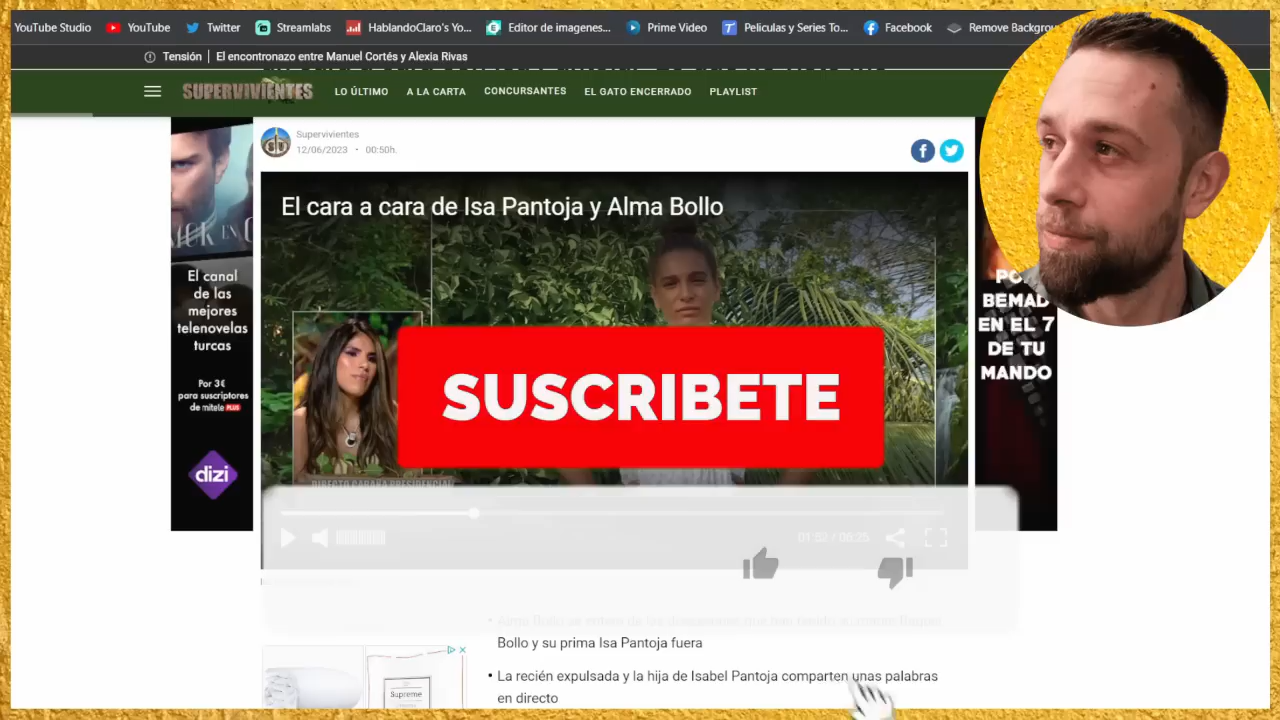 YouTube Studio YouTube Twitter Streamlabs HablandoClaro's Yo... Editor de imagenes... Prime Video Peliculas y Series To... Facebook Remove Backgrou
Tensión | El encontronazo entre Manuel Cortés y Alexia Rivas
SUPERVIVIENTES LO ÚLTIMO A LA CARTA CONCURSANTES EL GATO ENCERRADO PLAYLIST
Supervivientes
12/06/2023 • 00:50h.
El cara a cara de Isa Pantoja y Alma Bollo
El canal
de las
mejores
telenovelas
turcas
Por 3€
para suscriptores
de mitele PLUS
dizi
BEMAD
EN EL 7
DE TU
MANDO
SUSCRIBETE
DIRECTO CABAÑA PRESIDENCIAL
Bollo y su prima Isa Pantoja fuera
• La recién expulsada y la hija de Isabel Pantoja comparten unas palabras
en directo
Supreme